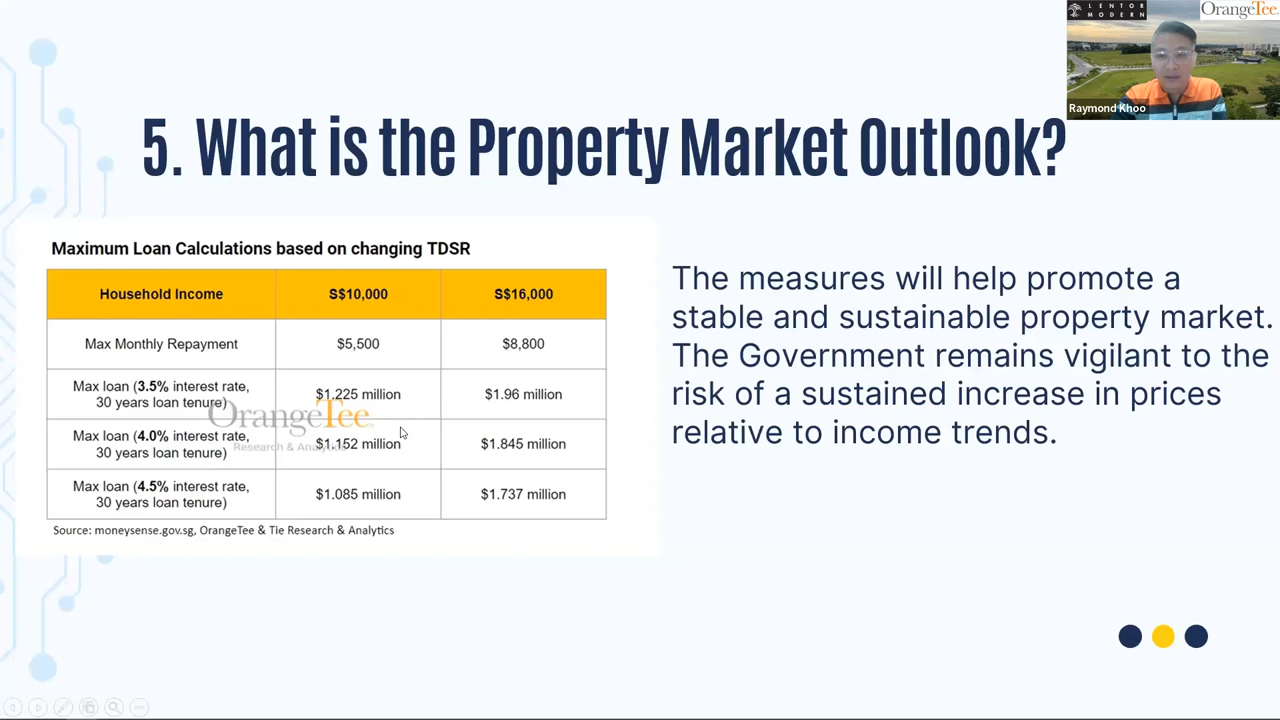 LENTOR
MODERN
OrangeTee
Raymond Khoo
5. What is the Property Market Outlook?
Maximum Loan Calculations based on changing TDSR
Household Income S$10,000 S$16,000
Max Monthly Repayment $5,500 $8,800
Max loan (3.5% interest rate,
30 years loan tenure) $1.225 million $1.96 million
Max loan (4.0% interest rate,
30 years loan tenure) $1.152 million $1.845 million
Max loan (4.5% interest rate,
30 years loan tenure) $1.085 million $1.737 million
OrangeTee
Research & Analytics
Source: moneysense.gov.sg, OrangeTee & Tie Research & Analytics
The measures will help promote a
stable and sustainable property market.
The Government remains vigilant to the
risk of a sustained increase in prices
relative to income trends.